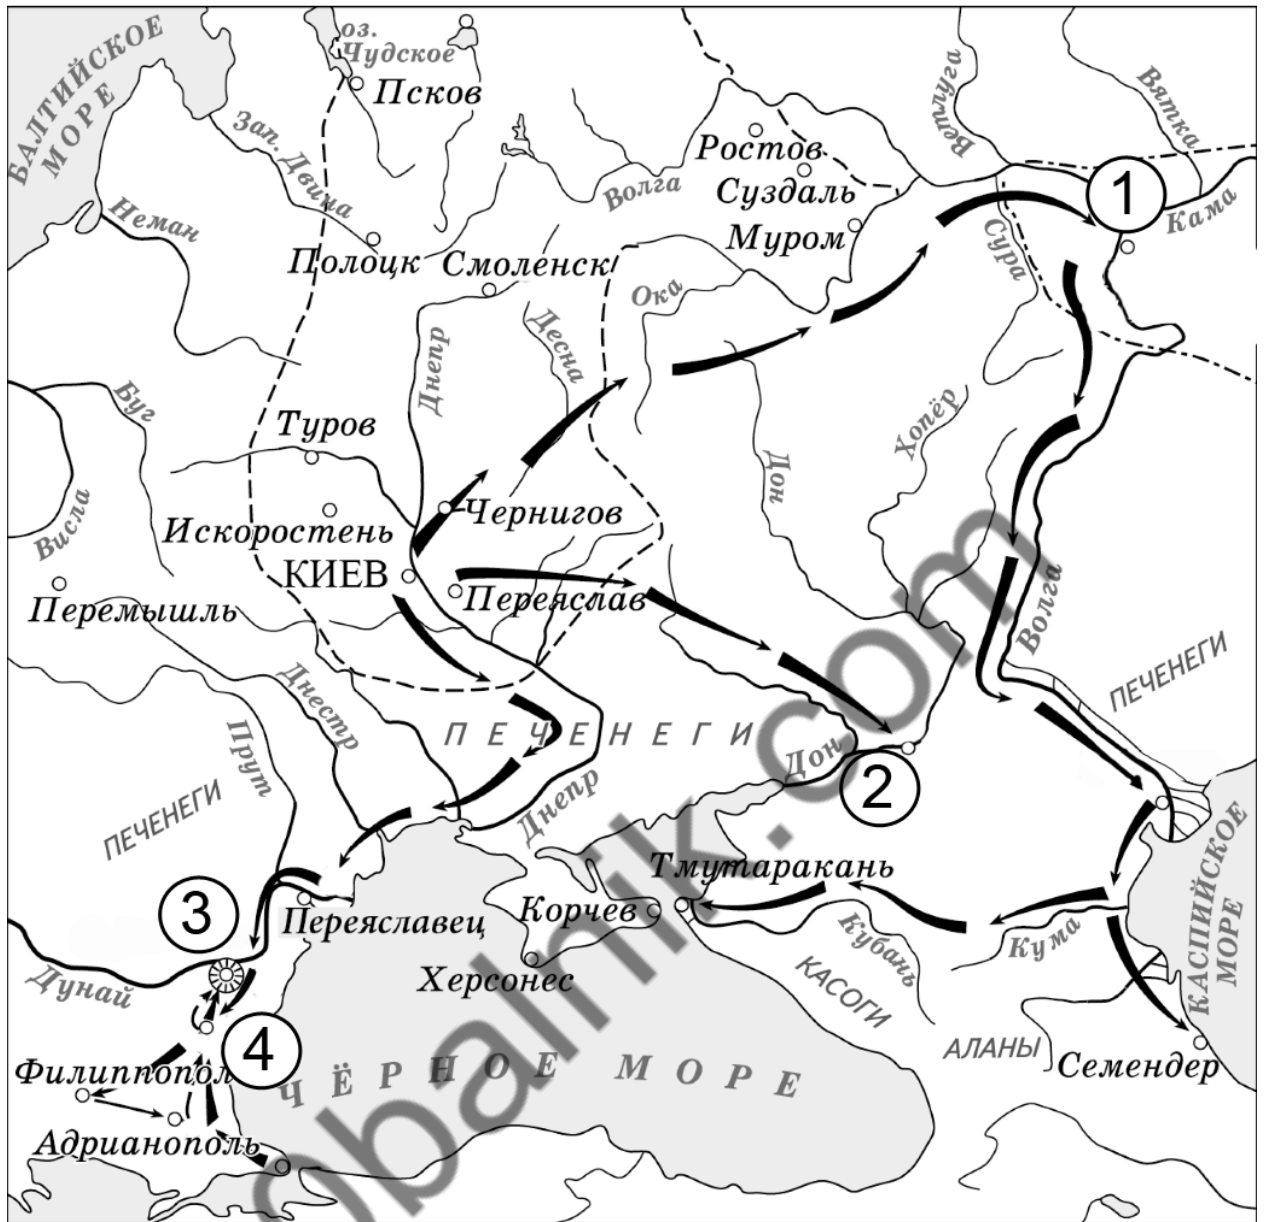 БАЛТИЙСКОЕ
МОРЕ
оз.
Чудское
Псков
Зап. Двина
Неман
Полоцк
Смоленск
Волга
Ростов
Суздаль
Муром
Ветлуга
Вятка
1
Кама
Сура
Ока
Десна
Днепр
Буг
Туров
Хопёр
Дон
Висла
Искоростень
Чернигов
КИЕВ
Переяслав
Перемышль
Волга
ПЕЧЕНЕГИ
Днестр
Прут
ПЕЧЕНЕГИ
ПЕЧЕНЕГИ
Днепр
Дон
2
Тмутаракань
Корчев
3
Переяславец
Херсонес
Кубань
Кума
КАСПИЙСКОЕ
МОРЕ
Дунай
КАСОГИ
АЛАНЫ
Семендер
4
Филиппополь
ЧЁРНОЕ МОРЕ
Адрианополь
obalnik.com